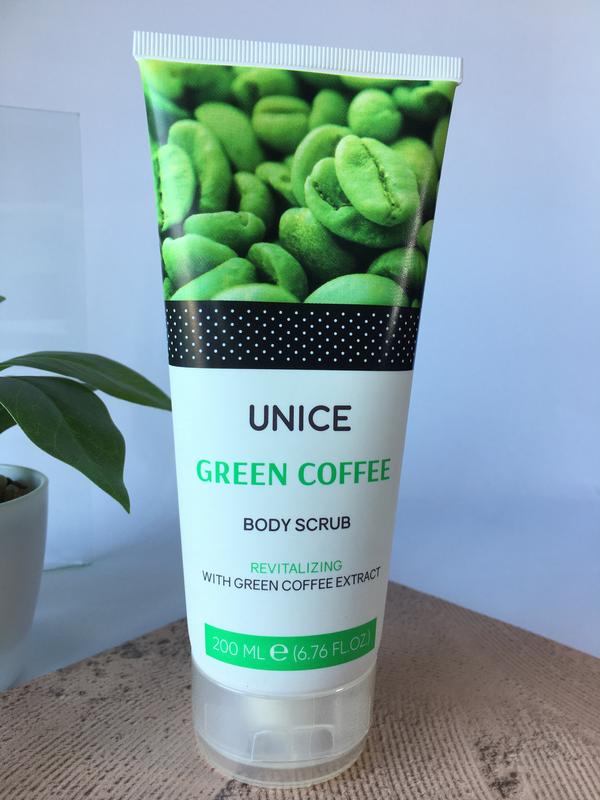 UNICE
GREEN COFFEE
BODY SCRUB
REVITALIZING
WITH GREEN COFFEE EXTRACT
200 ML ℮ (6.76 FL.OZ.)